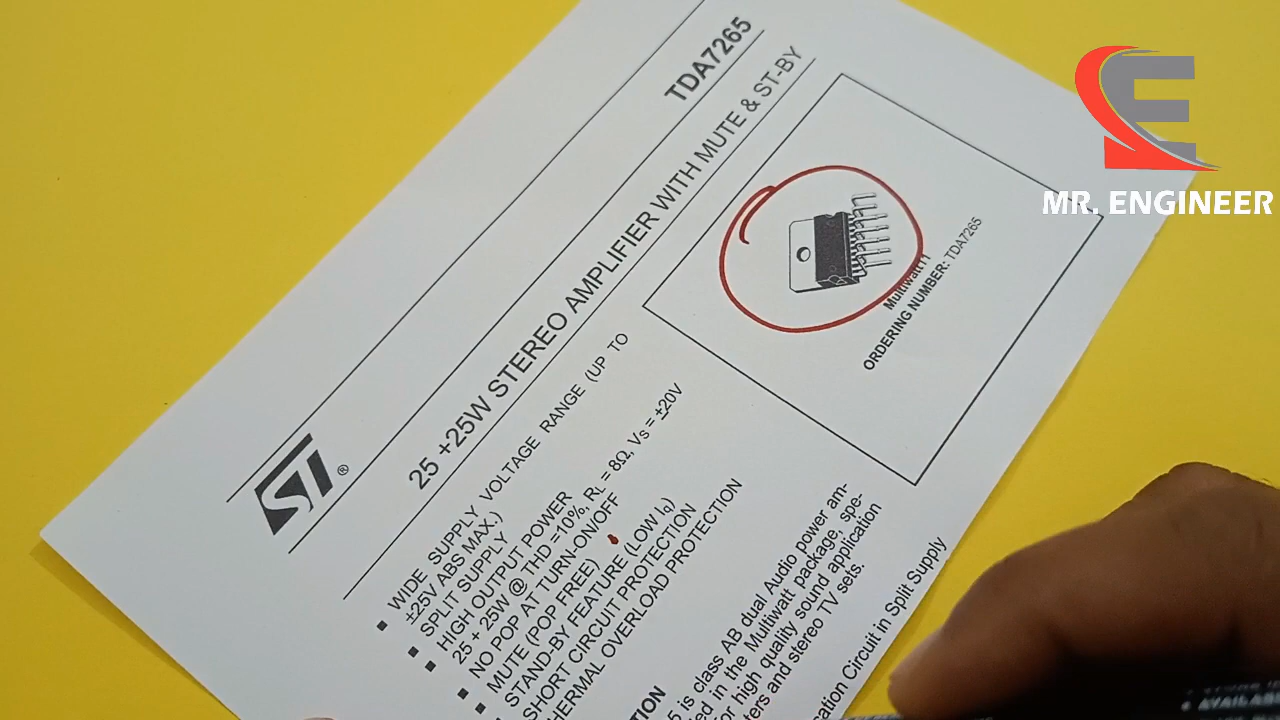 ST®
TDA7265
25 +25W STEREO AMPLIFIER WITH MUTE & ST-BY
WIDE SUPPLY VOLTAGE RANGE (UP TO
±25V ABS MAX.)
SPLIT SUPPLY
HIGH OUTPUT POWER
25 + 25W @ THD =10%, RL = 8Ω, VS = ±20V
NO POP AT TURN-ON/OFF
MUTE (POP FREE)
STAND-BY FEATURE (LOW Iq)
SHORT CIRCUIT PROTECTION
THERMAL OVERLOAD PROTECTION
Multiwatt11
ORDERING NUMBER: TDA7265
5 is class AB dual Audio power am-
in the Multiwatt package, spe-
or high quality sound application
and stereo TV sets.
Circuit in Split Supply
MR. ENGINEER